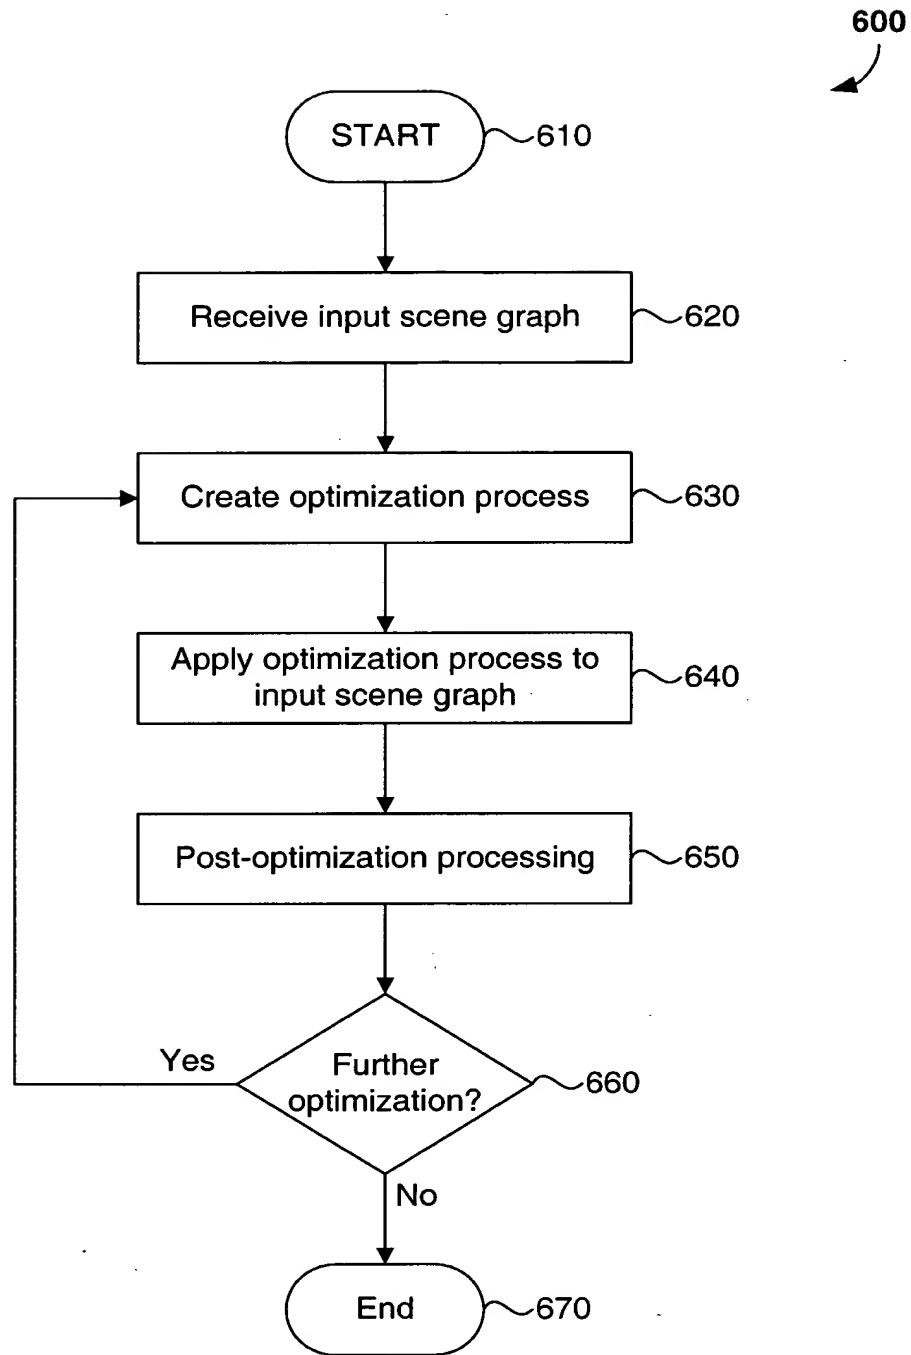 600
START
610
Receive input scene graph
620
Create optimization process
630
Apply optimization process to
input scene graph
640
Post-optimization processing
650
Yes
Further
optimization?
660
No
End
670